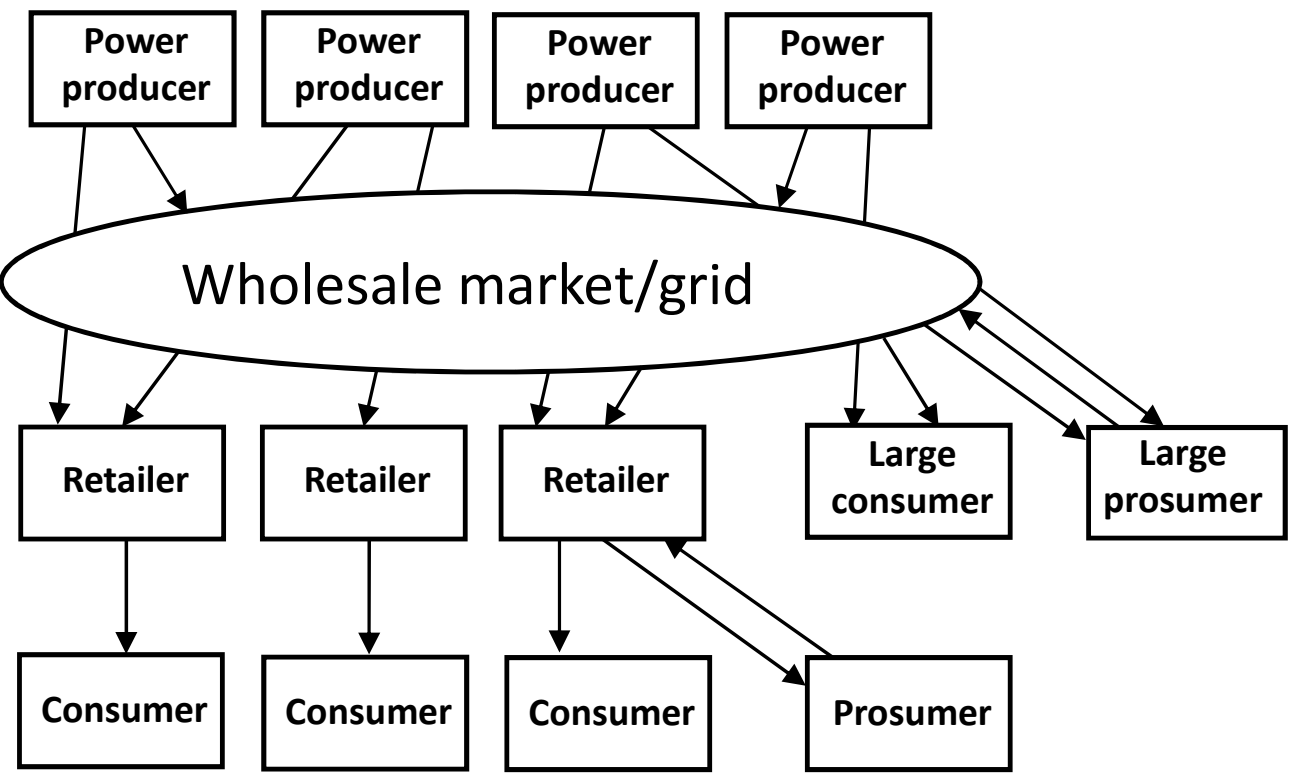 Power
producer
Power
producer
Power
producer
Power
producer
Wholesale market/grid
Retailer
Retailer
Retailer
Large
consumer
Large
prosumer
Consumer
Consumer
Consumer
Prosumer